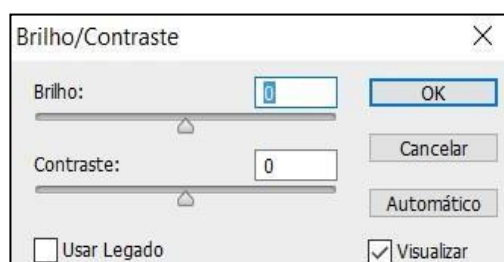 Brilho/Contraste
Brilho: 0 OK
Cancelar
Contraste: 0
Automático
Usar Legado Visualizar